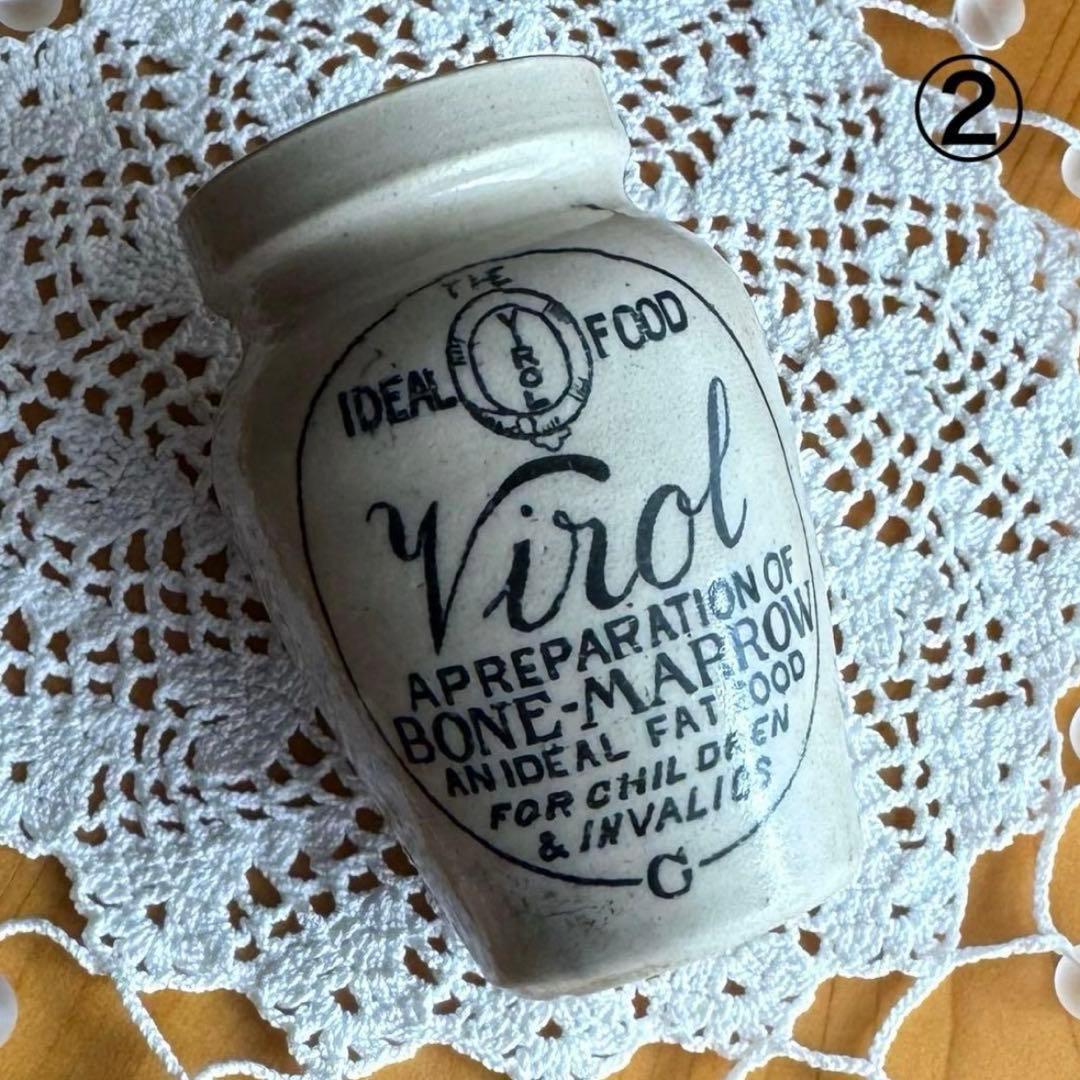 ②
THE
IDEAL VIROL FOOD
Virol
A PREPARATION OF
BONE-MARROW
AN IDEAL FAT FOOD
FOR CHILDREN
& INVALIDS
G